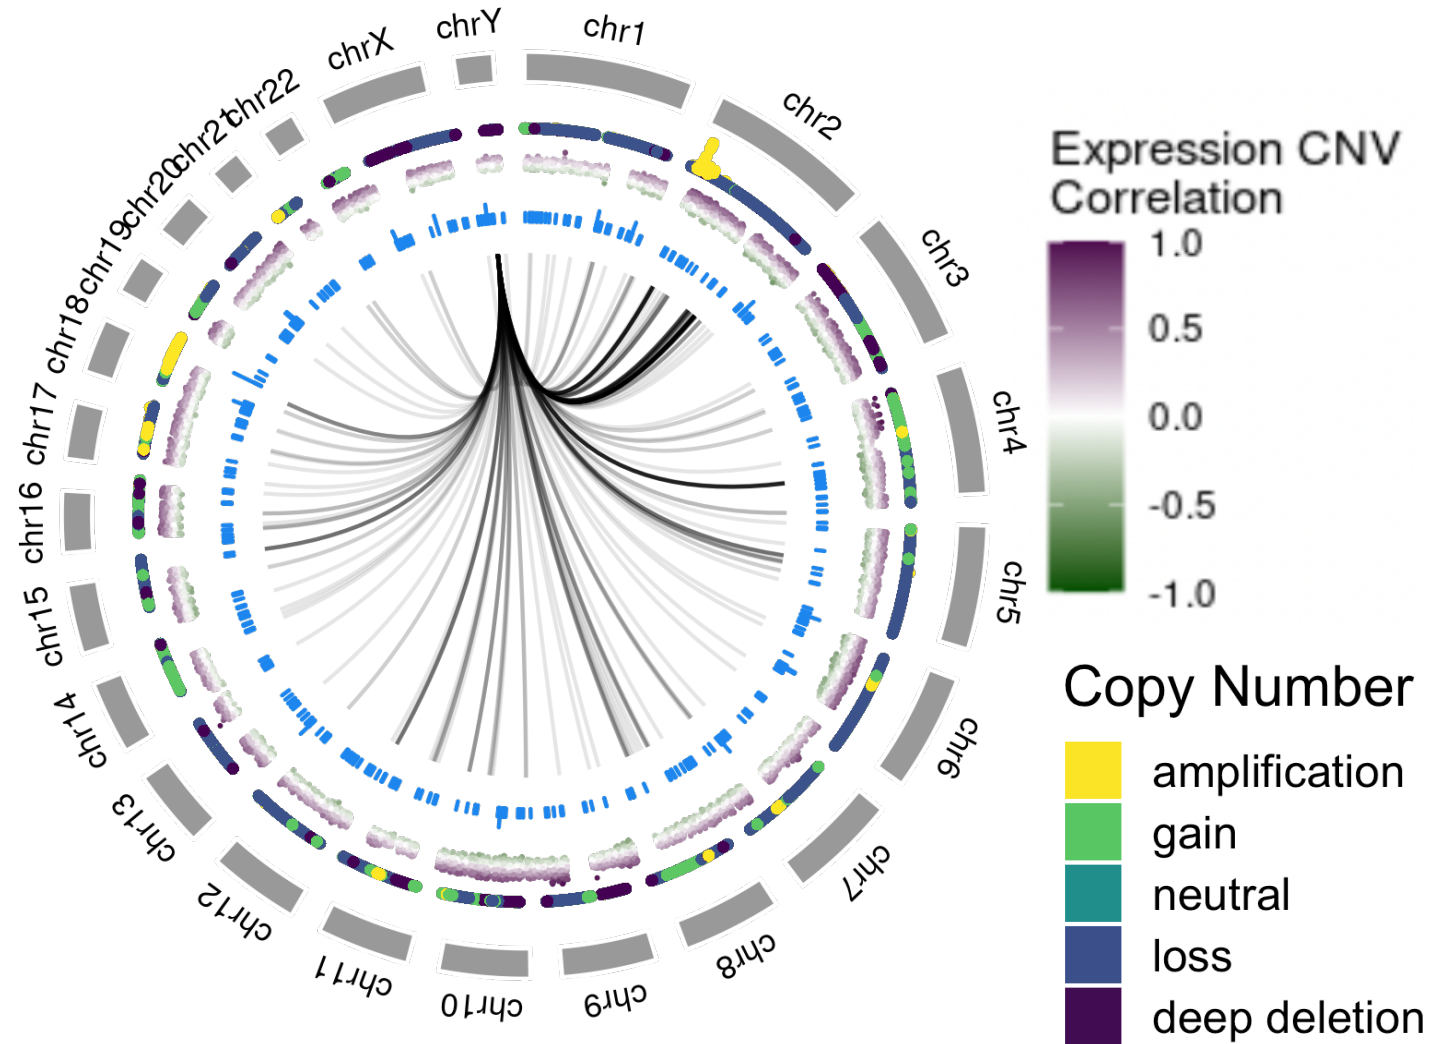 chr1
chr2
chr3
chr4
chr5
chr6
chr7
chr8
chr9
chr10
chr11
chr12
chr13
chr14
chr15
chr16
chr17
chr18
chr19
chr20
chr21
chr22
chrX
chrY
Expression CNV
Correlation
1.0
0.5
0.0
-0.5
-1.0
Copy Number
amplification
gain
neutral
loss
deep deletion